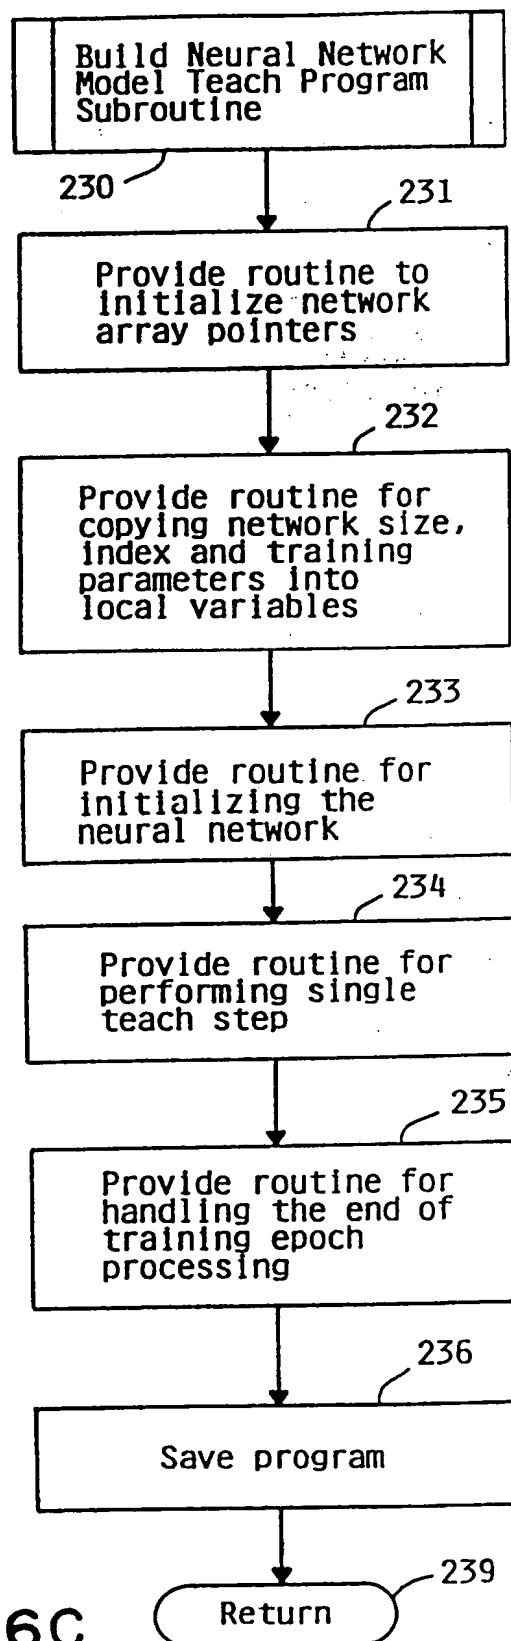 Build Neural Network
Model Teach Program
Subroutine
230
231
Provide routine to
initialize network
array pointers
232
Provide routine for
copying network size,
index and training
parameters into
local variables
233
Provide routine for
initializing the
neural network
234
Provide routine for
performing single
teach step
235
Provide routine for
handling the end of
training epoch
processing
236
Save program
239
Return
6C